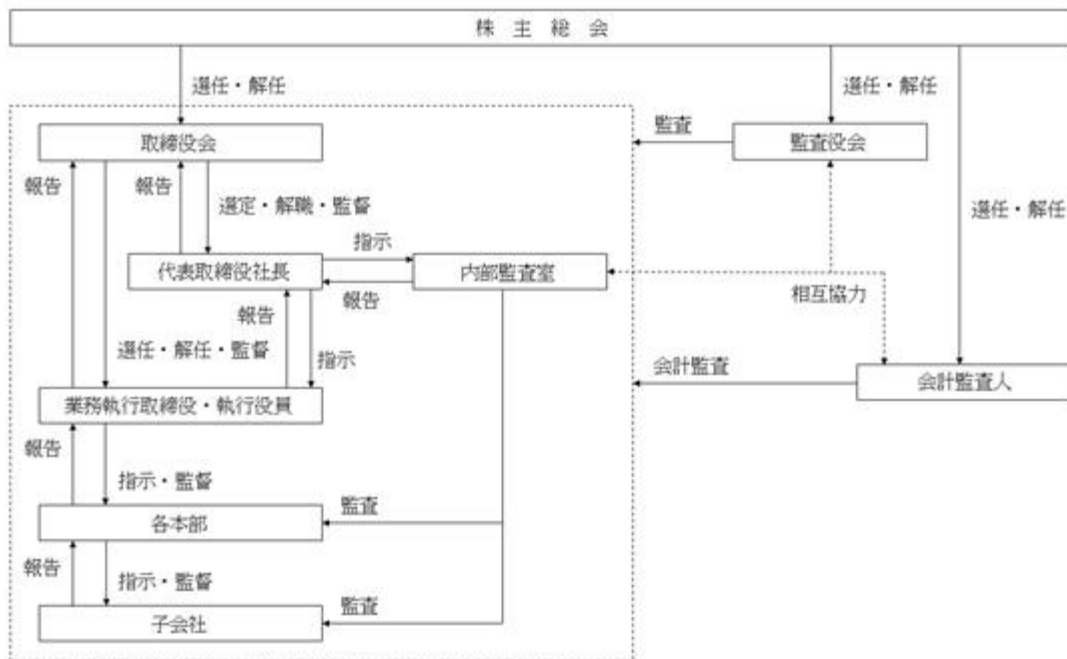 株 主 総 会
選任・解任
選任・解任
取締役会
監査
監査役会
報告
報告
選定・解職・監督
選任・解任
指示
代表取締役社長
内部監査室
報告
相互協力
報告
選任・解任・監督
指示
会計監査
会計監査人
業務執行取締役・執行役員
報告
指示・監督
監査
各本部
報告
指示・監督
監査
子会社